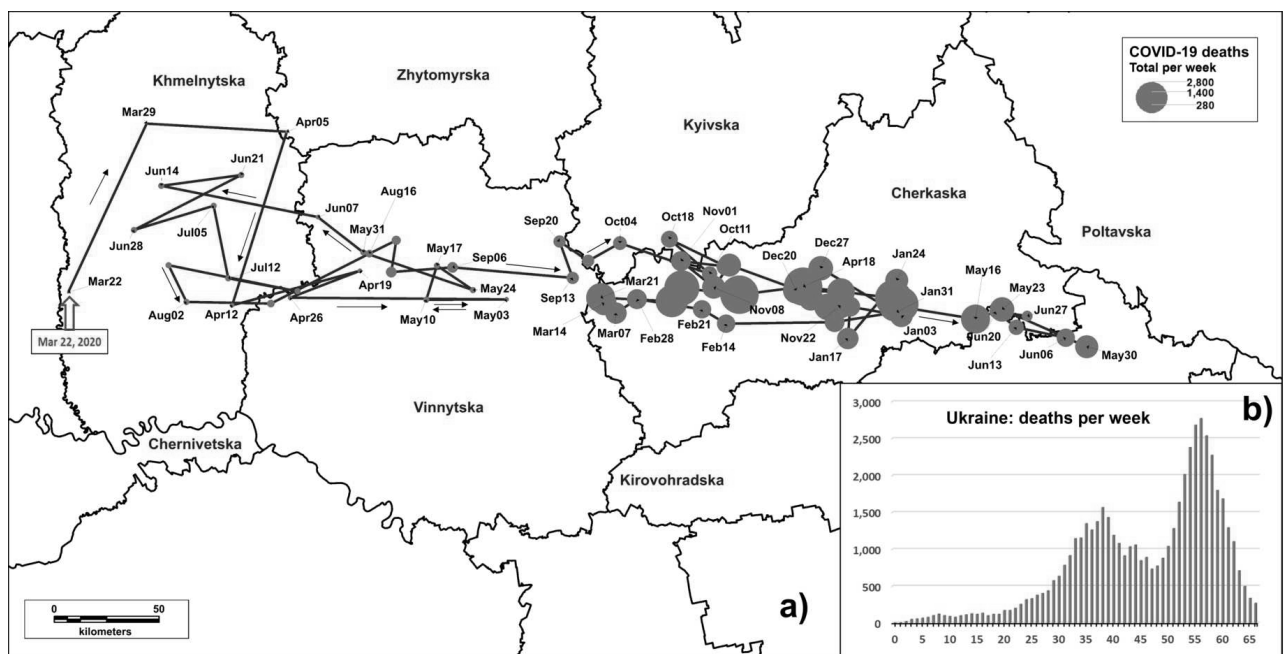 COVID-19 deaths
Total per week
2,800
1,400
280
Khmelnytska
Zhytomyrska
Kyivska
Cherkaska
Poltavska
Vinnytska
Chernivetska
Kirovohradska
Mar29
Apr05
Jun21
Jun14
Aug16
Jun07
May31
Jun28
Jul05
Jul12
Mar22
Mar 22, 2020
Aug02
Apr12
Apr26
Apr19
May17
Sep06
May24
May10
May03
Sep20
Oct04
Oct18
Nov01
Oct11
Sep13
Mar21
Mar14
Mar07
Feb28
Feb21
Feb14
Nov08
Nov22
Dec20
Dec27
Apr18
Jan24
Jan31
Jan03
Jan17
May16
May23
Jun27
Jun20
Jun13
Jun06
May30
0 50
kilometers
a)
b)
Ukraine: deaths per week
3,000
2,500
2,000
1,500
1,000
500
0
0 5 10 15 20 25 30 35 40 45 50 55 60 65